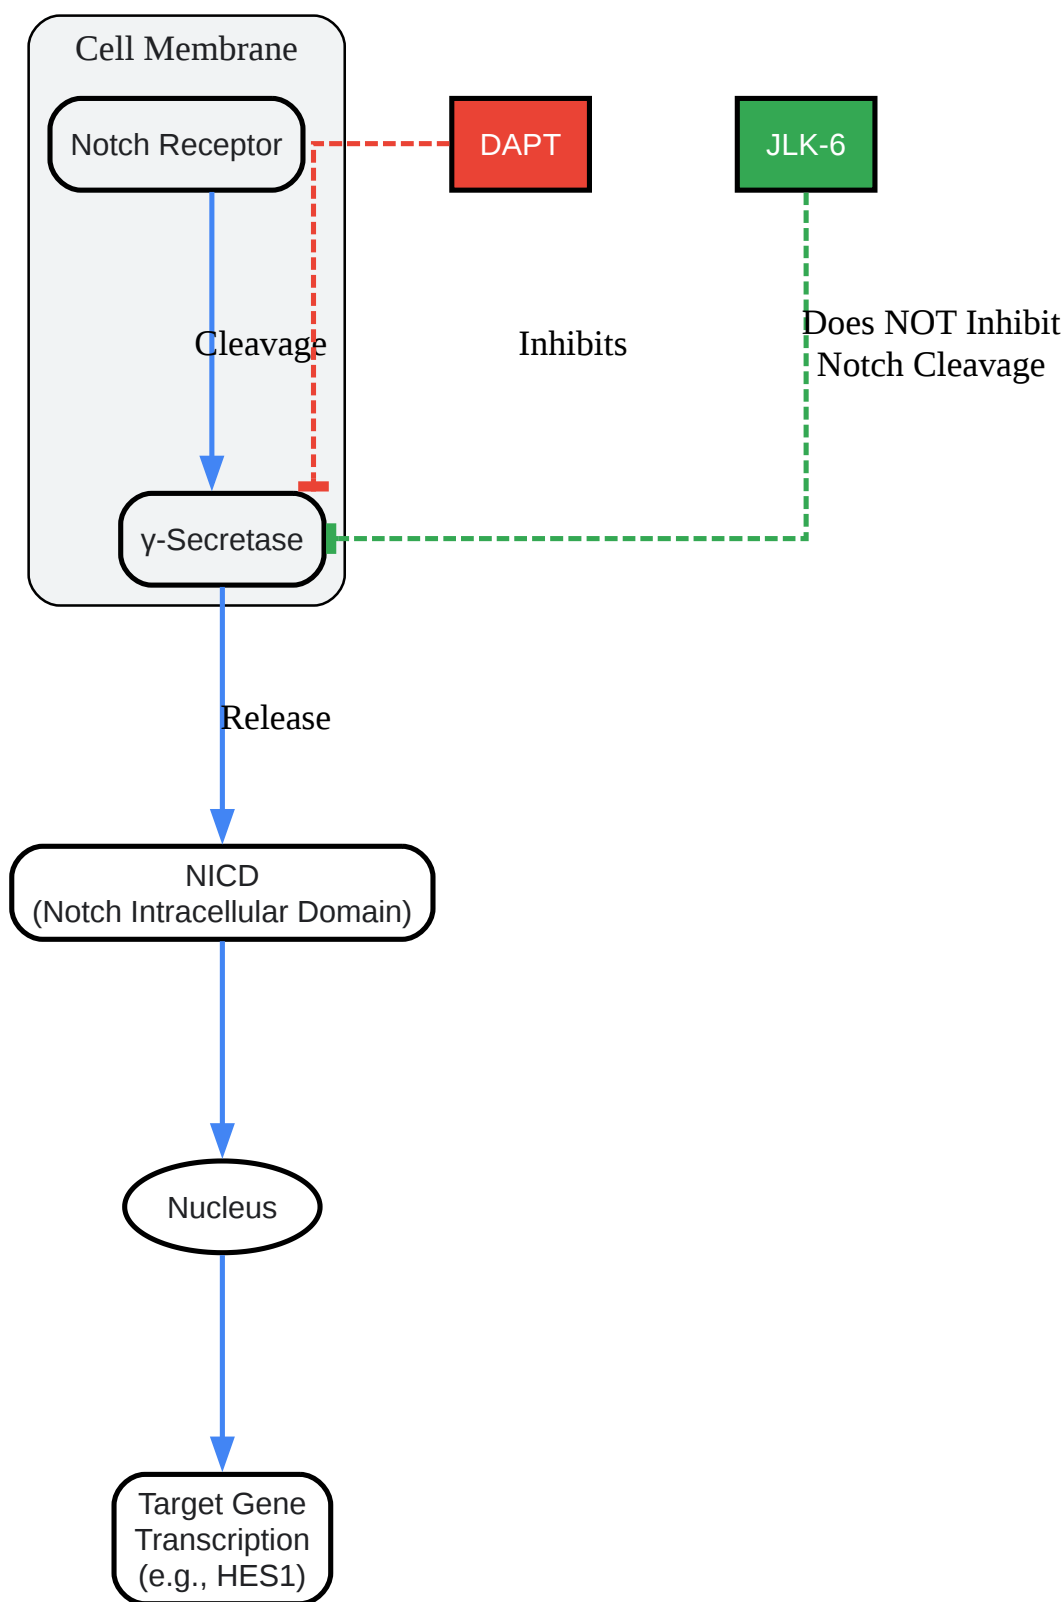 Cell Membrane
Notch Receptor
DAPT
JLK-6
Cleavage
Inhibits
Does NOT Inhibit
Notch Cleavage
γ-Secretase
Release
NICD
(Notch Intracellular Domain)
Nucleus
Target Gene
Transcription
(e.g., HES1)